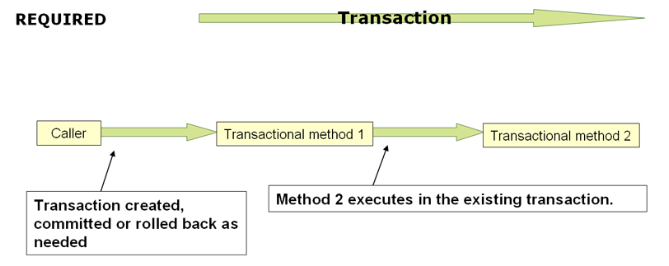 REQUIRED
Transaction
Caller
Transactional method 1
Transactional method 2
Transaction created,
committed or rolled back as
needed
Method 2 executes in the existing transaction.